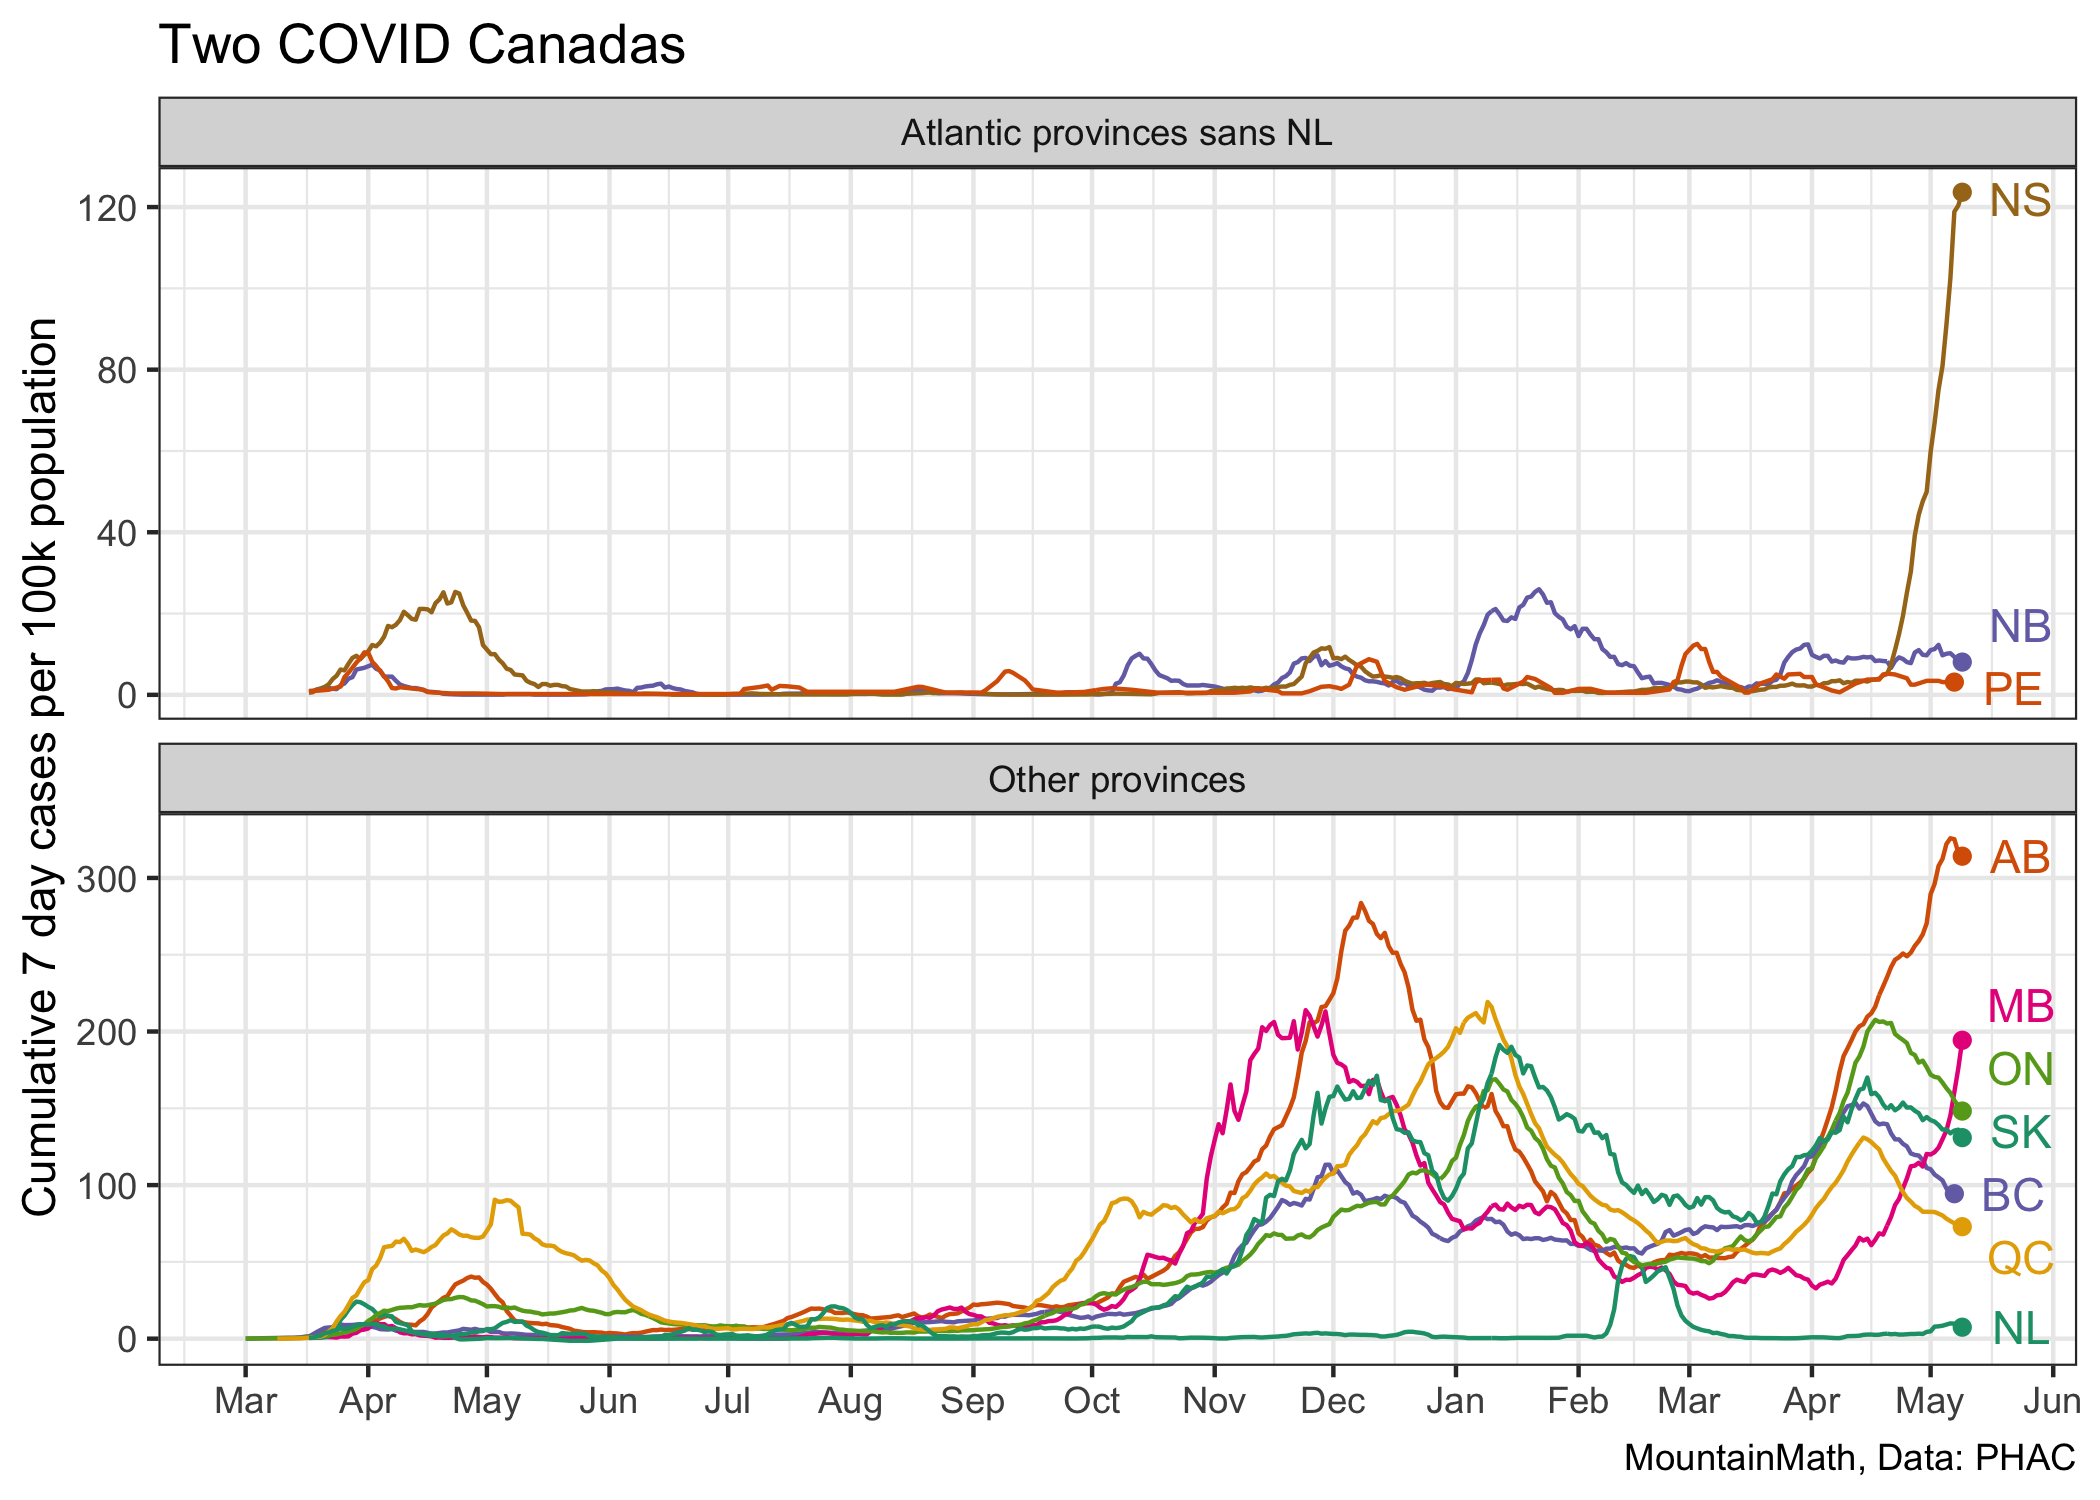 Two COVID Canadas
Atlantic provinces sans NL
120
80
40
0
NS
NB
PE
Cumulative 7 day cases per 100k population
Other provinces
300
200
100
0
AB
MB
ON
SK
BC
QC
NL
Mar Apr May Jun Jul Aug Sep Oct Nov Dec Jan Feb Mar Apr May Jun
MountainMath, Data: PHAC